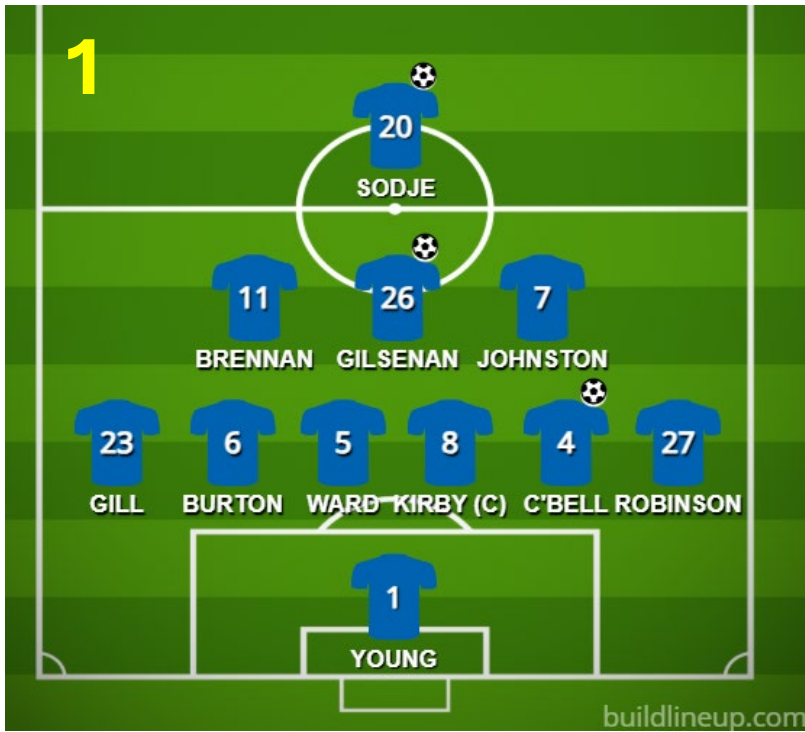 1
20
SODJE
11 26 7
BRENNAN GILSENAN JOHNSTON
23 6 5 8 4 27
GILL BURTON WARD KIRBY (C) C'BELL ROBINSON
1
YOUNG
buildlineup.com